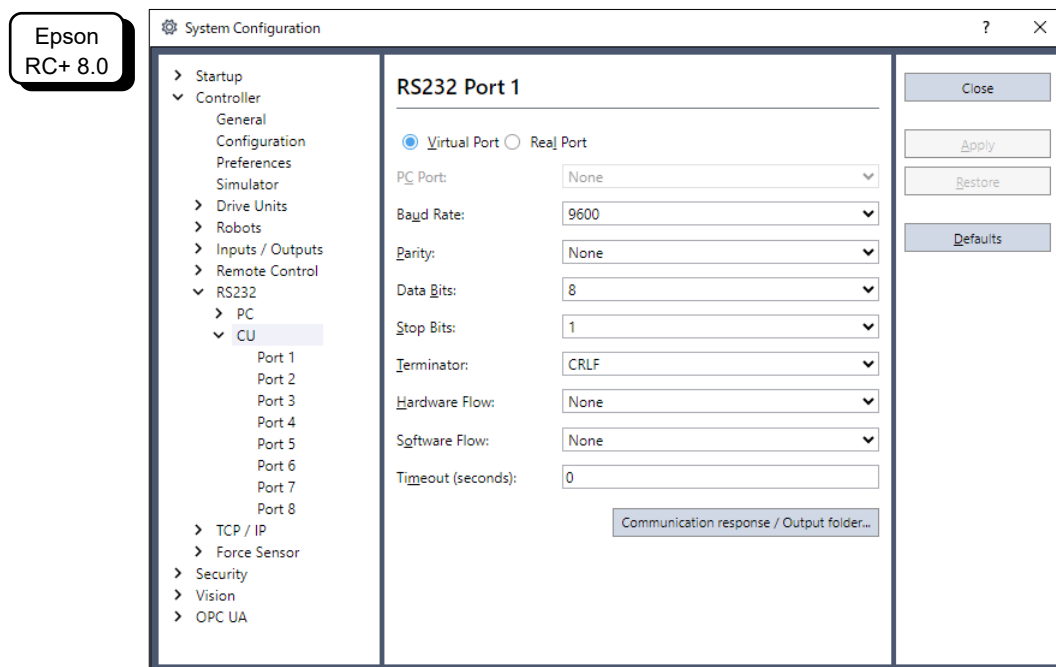 Epson
RC+ 8.0
System Configuration
?
Startup
Controller
General
Configuration
Preferences
Simulator
Drive Units
Robots
Inputs / Outputs
Remote Control
RS232
PC
CU
Port 1
Port 2
Port 3
Port 4
Port 5
Port 6
Port 7
Port 8
TCP / IP
Force Sensor
Security
Vision
OPC UA
RS232 Port 1
Virtual Port Real Port
PC Port: None
Baud Rate: 9600
Parity: None
Data Bits: 8
Stop Bits: 1
Terminator: CRLF
Hardware Flow: None
Software Flow: None
Timeout (seconds): 0
Communication response / Output folder...
Close
Apply
Restore
Defaults